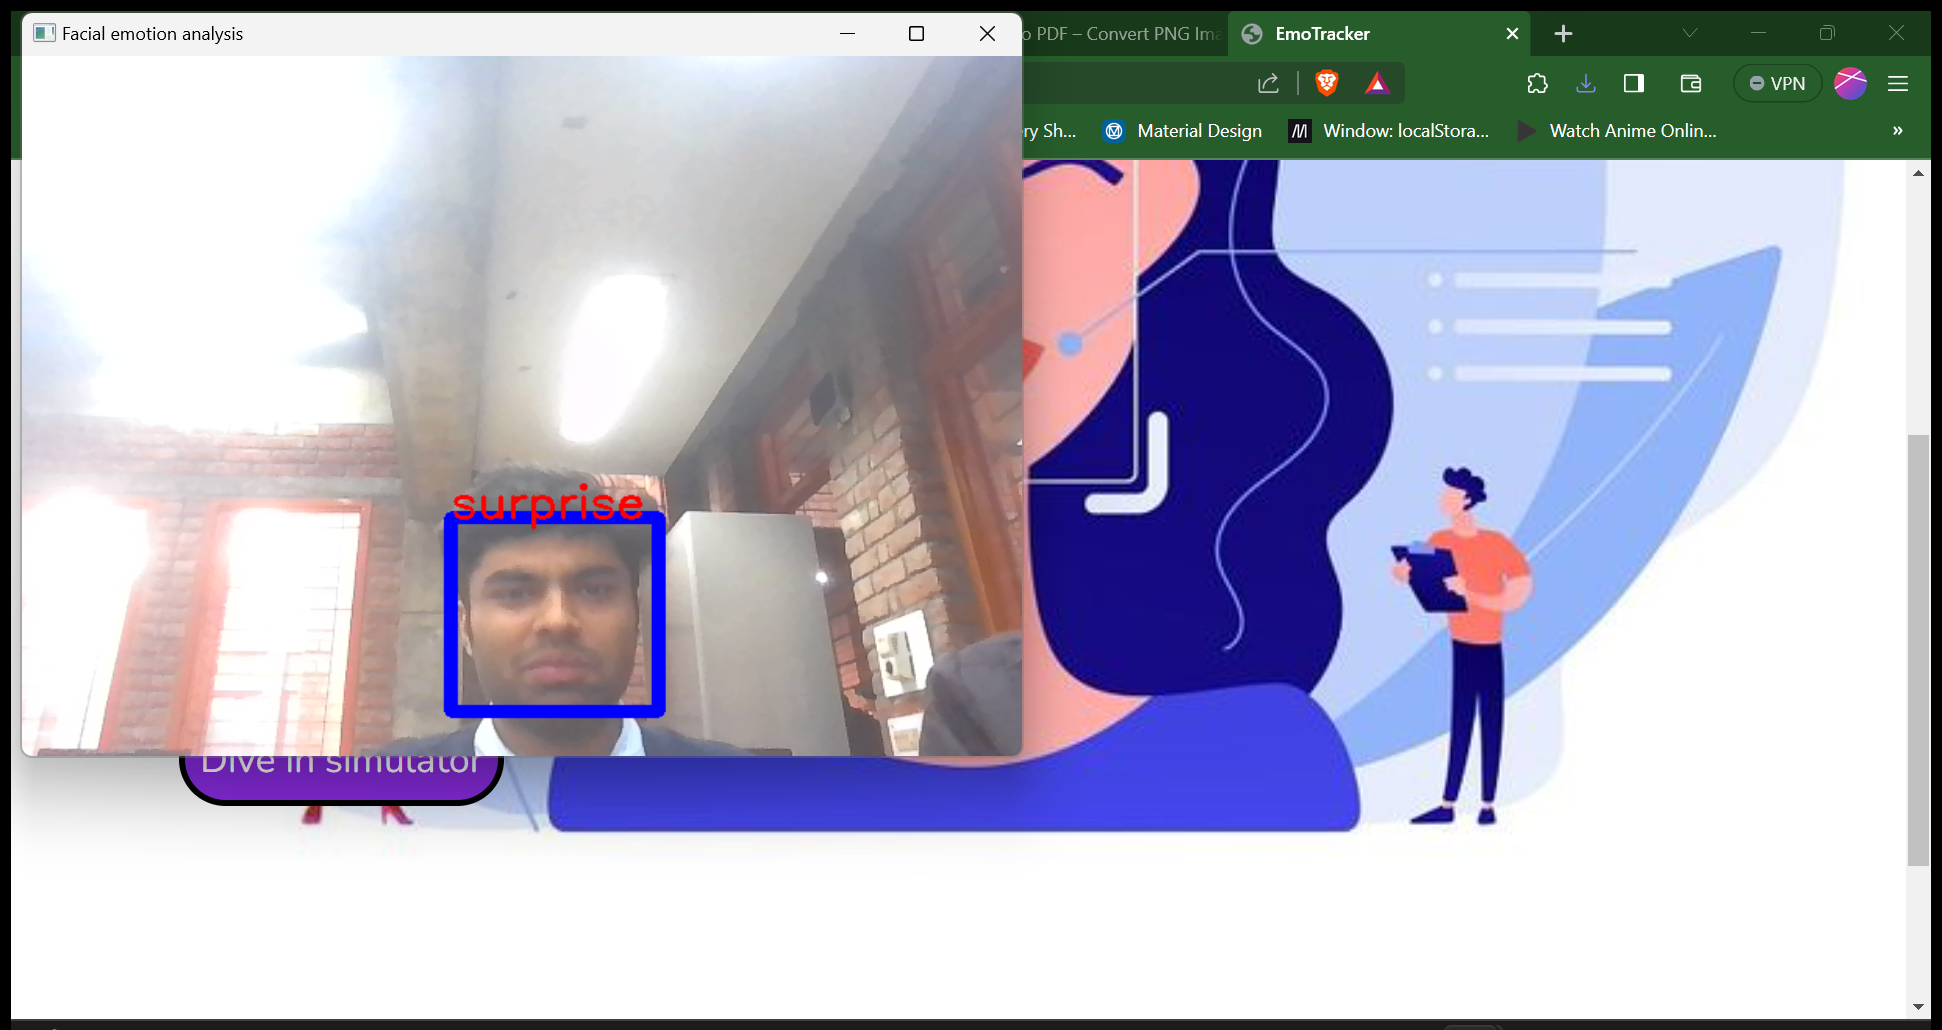 Facial emotion analysis
o PDF – Convert PNG Ima
EmoTracker
VPN
ry Sh...
Material Design
Window: localStora...
Watch Anime Onlin...
»
surprise
Dive in simulator